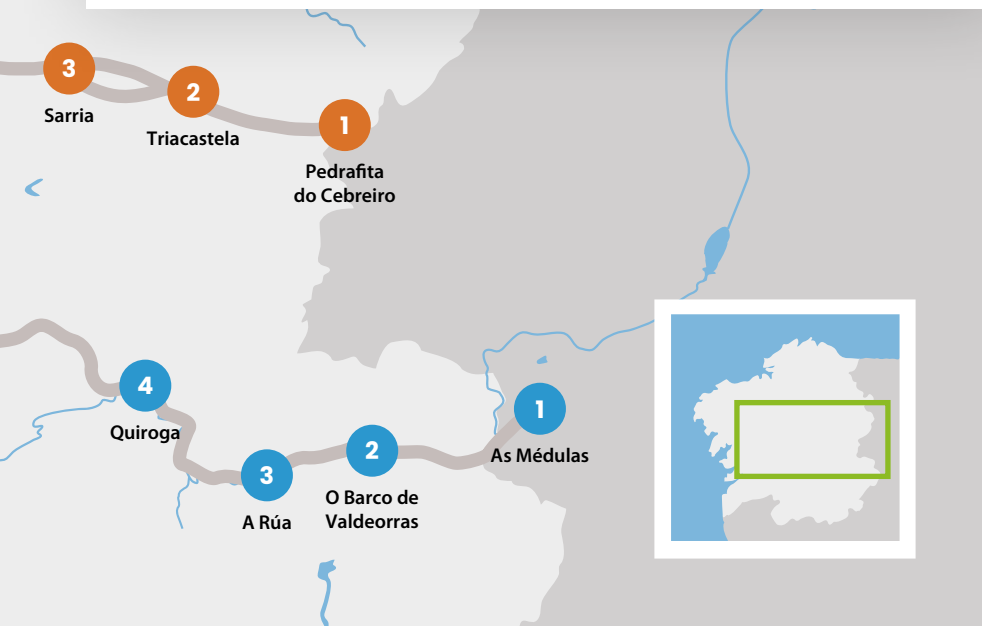 3
Sarria
2
Triacastela
1
Pedrafita
do Cebreiro
4
Quiroga
3
A Rúa
2
O Barco de
Valdeorras
1
As Médulas